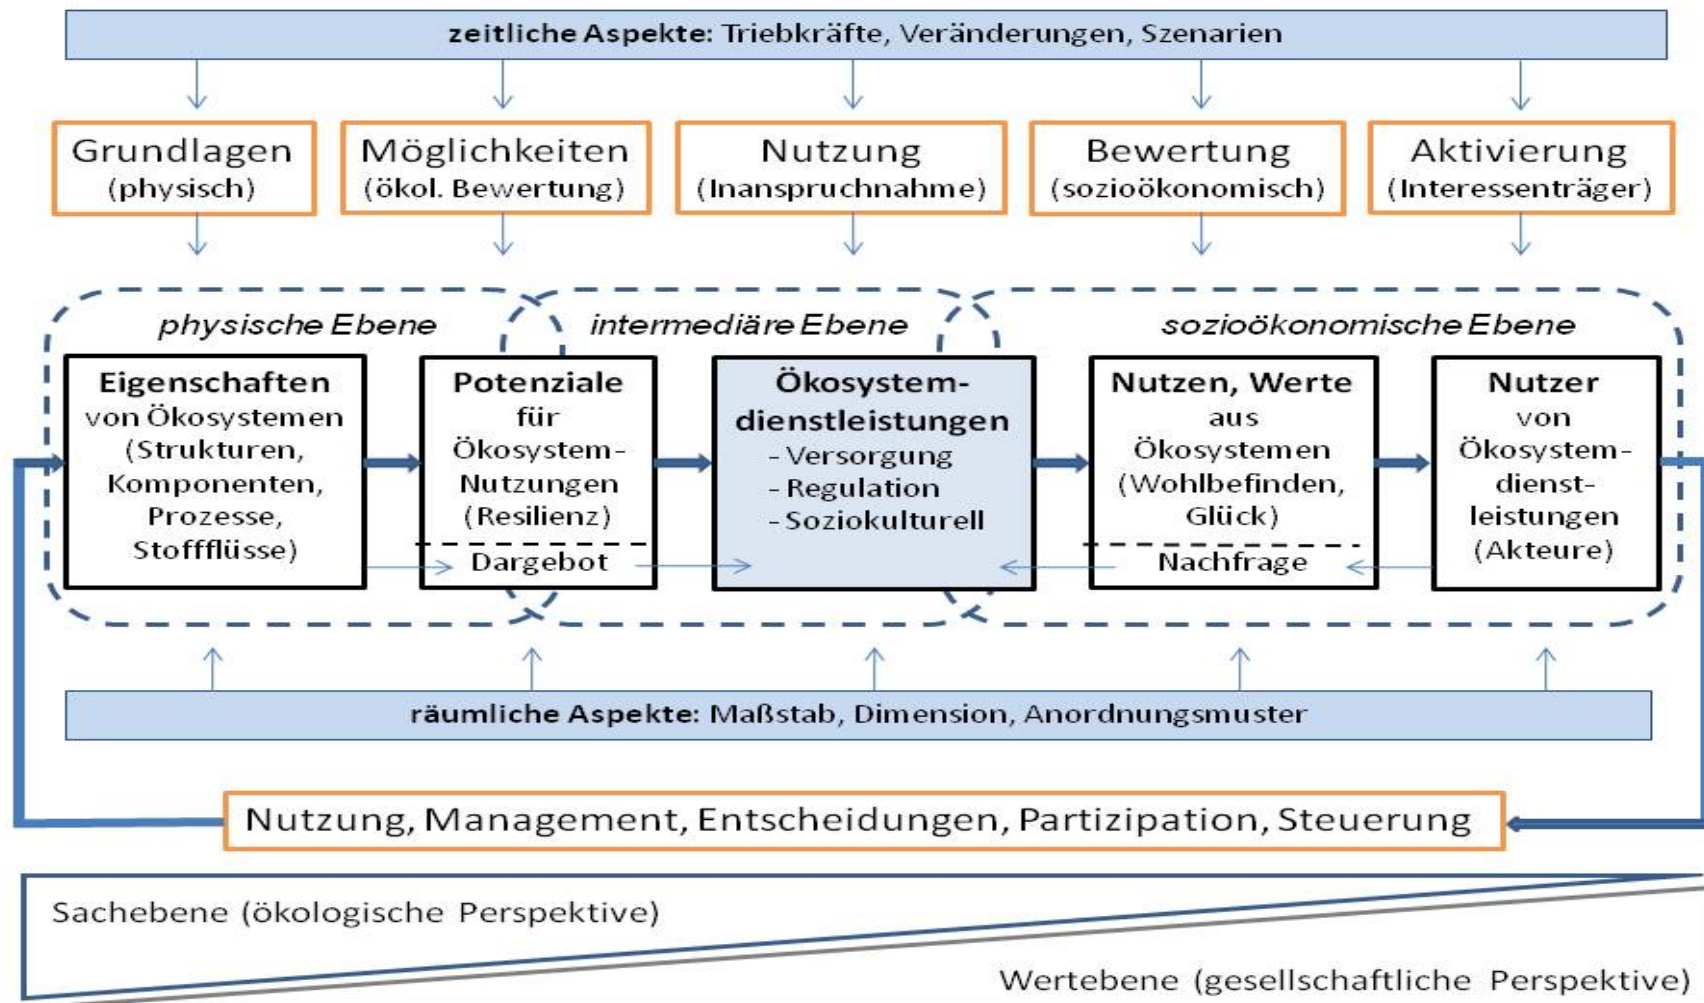 zeitliche Aspekte: Triebkräfte, Veränderungen, Szenarien
Grundlagen
(physisch)
Möglichkeiten
(ökol. Bewertung)
Nutzung
(Inanspruchnahme)
Bewertung
(sozioökonomisch)
Aktivierung
(Interessenträger)
physische Ebene
intermediäre Ebene
sozioökonomische Ebene
Eigenschaften
von Ökosystemen
(Strukturen,
Komponenten,
Prozesse,
Stoffflüsse)
Potenziale
für
Ökosystem-
Nutzungen
(Resilienz)
Dargebot
Ökosystem-
dienstleistungen
- Versorgung
- Regulation
- Soziokulturell
Nutzen, Werte
aus
Ökosystemen
(Wohlbefinden,
Glück)
Nachfrage
Nutzer
von
Ökosystem-
dienst-
leistungen
(Akteure)
räumliche Aspekte: Maßstab, Dimension, Anordnungsmuster
Nutzung, Management, Entscheidungen, Partizipation, Steuerung
Sachebene (ökologische Perspektive)
Wertebene (gesellschaftliche Perspektive)